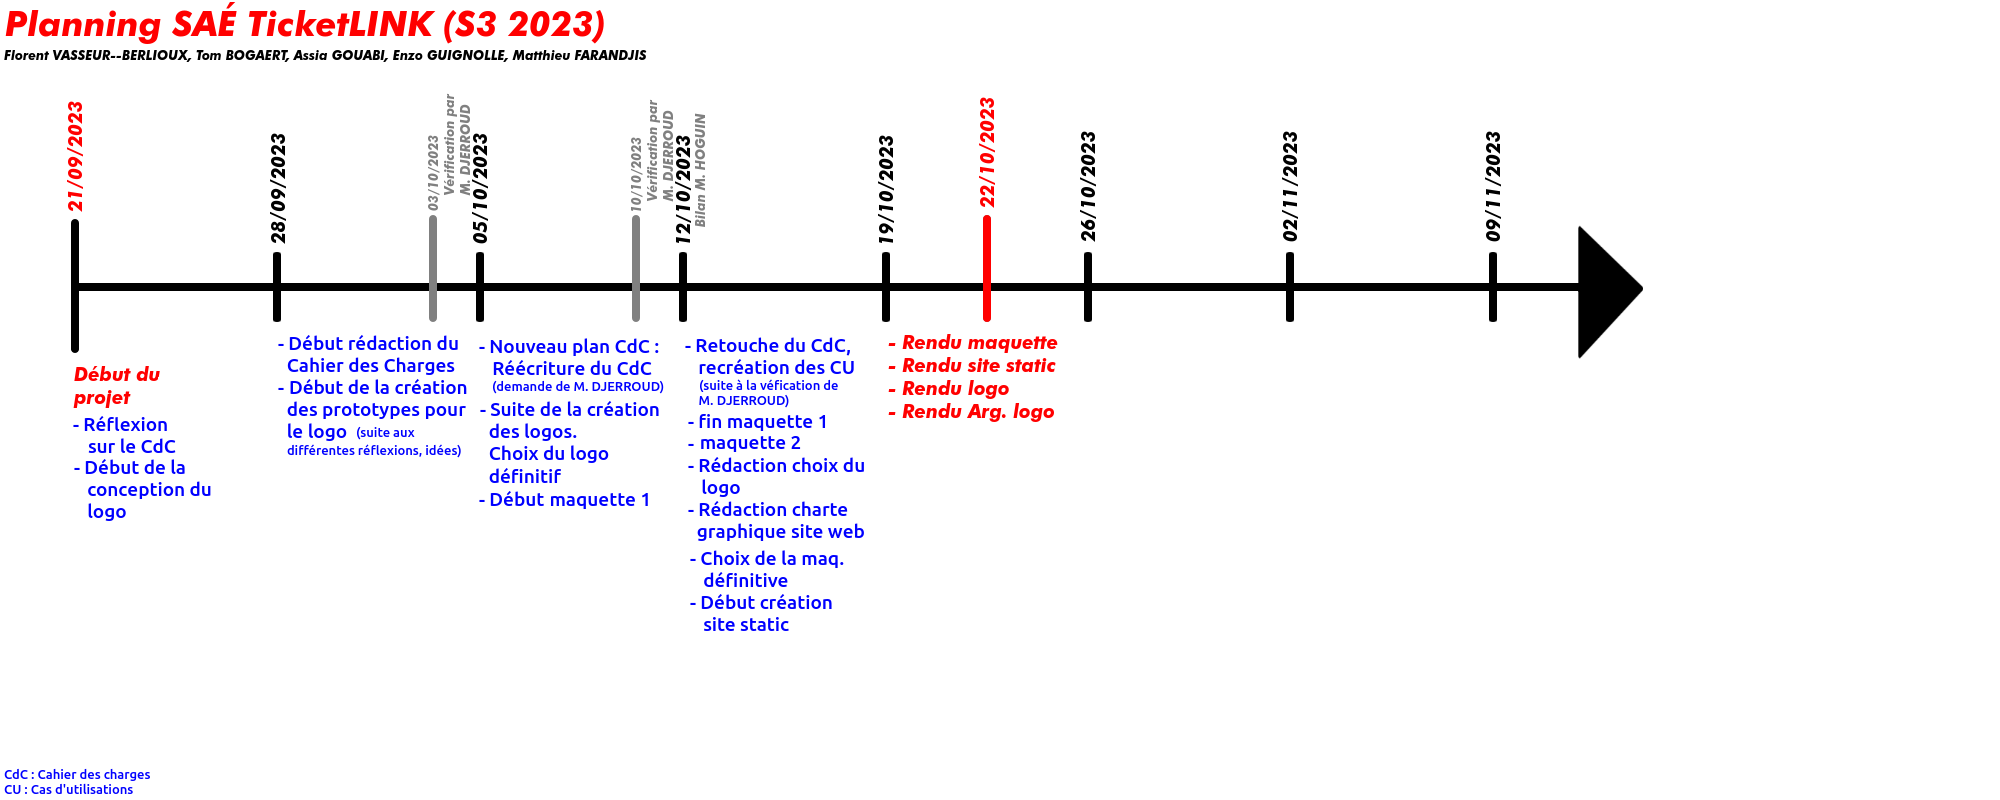 Planning SAÉ TicketLINK (S3 2023)
Florent VASSEUR--BERLIOUX, Tom BOGAERT, Assia GOUABI, Enzo GUIGNOLLE, Matthieu FARANDJIS
21/09/2023
28/09/2023
03/10/2023
Vérification par
M. DJERROUD
05/10/2023
10/10/2023
Vérification par
M. DJERROUD
12/10/2023
Bilan M. HOGUIN
19/10/2023
22/10/2023
26/10/2023
02/11/2023
09/11/2023
Début du
projet
- Réflexion
sur le CdC
- Début de la
conception du
logo
- Début rédaction du
Cahier des Charges
- Début de la création
des prototypes pour
le logo (suite aux
différentes réflexions, idées)
- Nouveau plan CdC :
Réécriture du CdC
(demande de M. DJERROUD)
- Suite de la création
des logos.
Choix du logo
définitif
- Début maquette 1
- Retouche du CdC,
recréation des CU
(suite à la véfication de
M. DJERROUD)
- fin maquette 1
- maquette 2
- Rédaction choix du
logo
- Rédaction charte
graphique site web
- Choix de la maq.
définitive
- Début création
site static
- Rendu maquette
- Rendu site static
- Rendu logo
- Rendu Arg. logo
CdC : Cahier des charges
CU : Cas d'utilisations